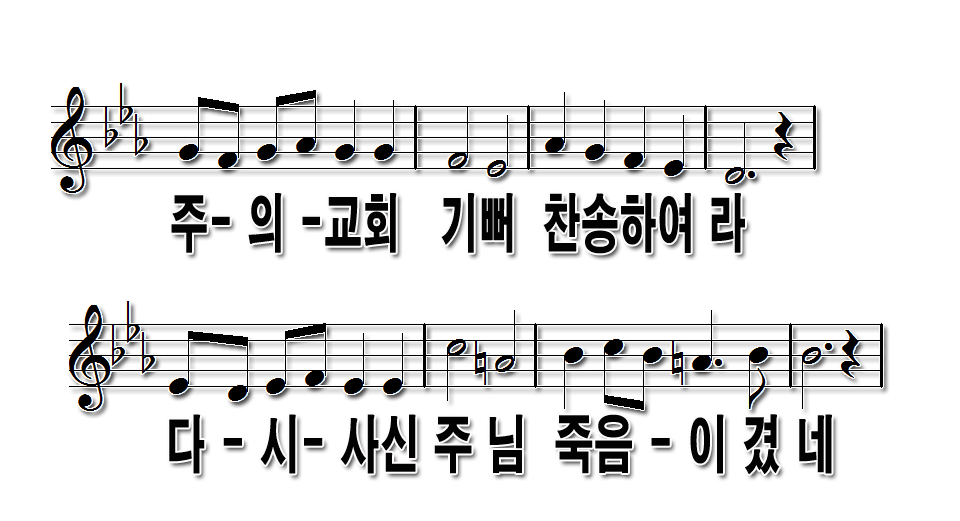 주- 의 -교회 기뻐 찬송하여 라
다 - 시- 사신 주 님 죽음 - 이 겼 네